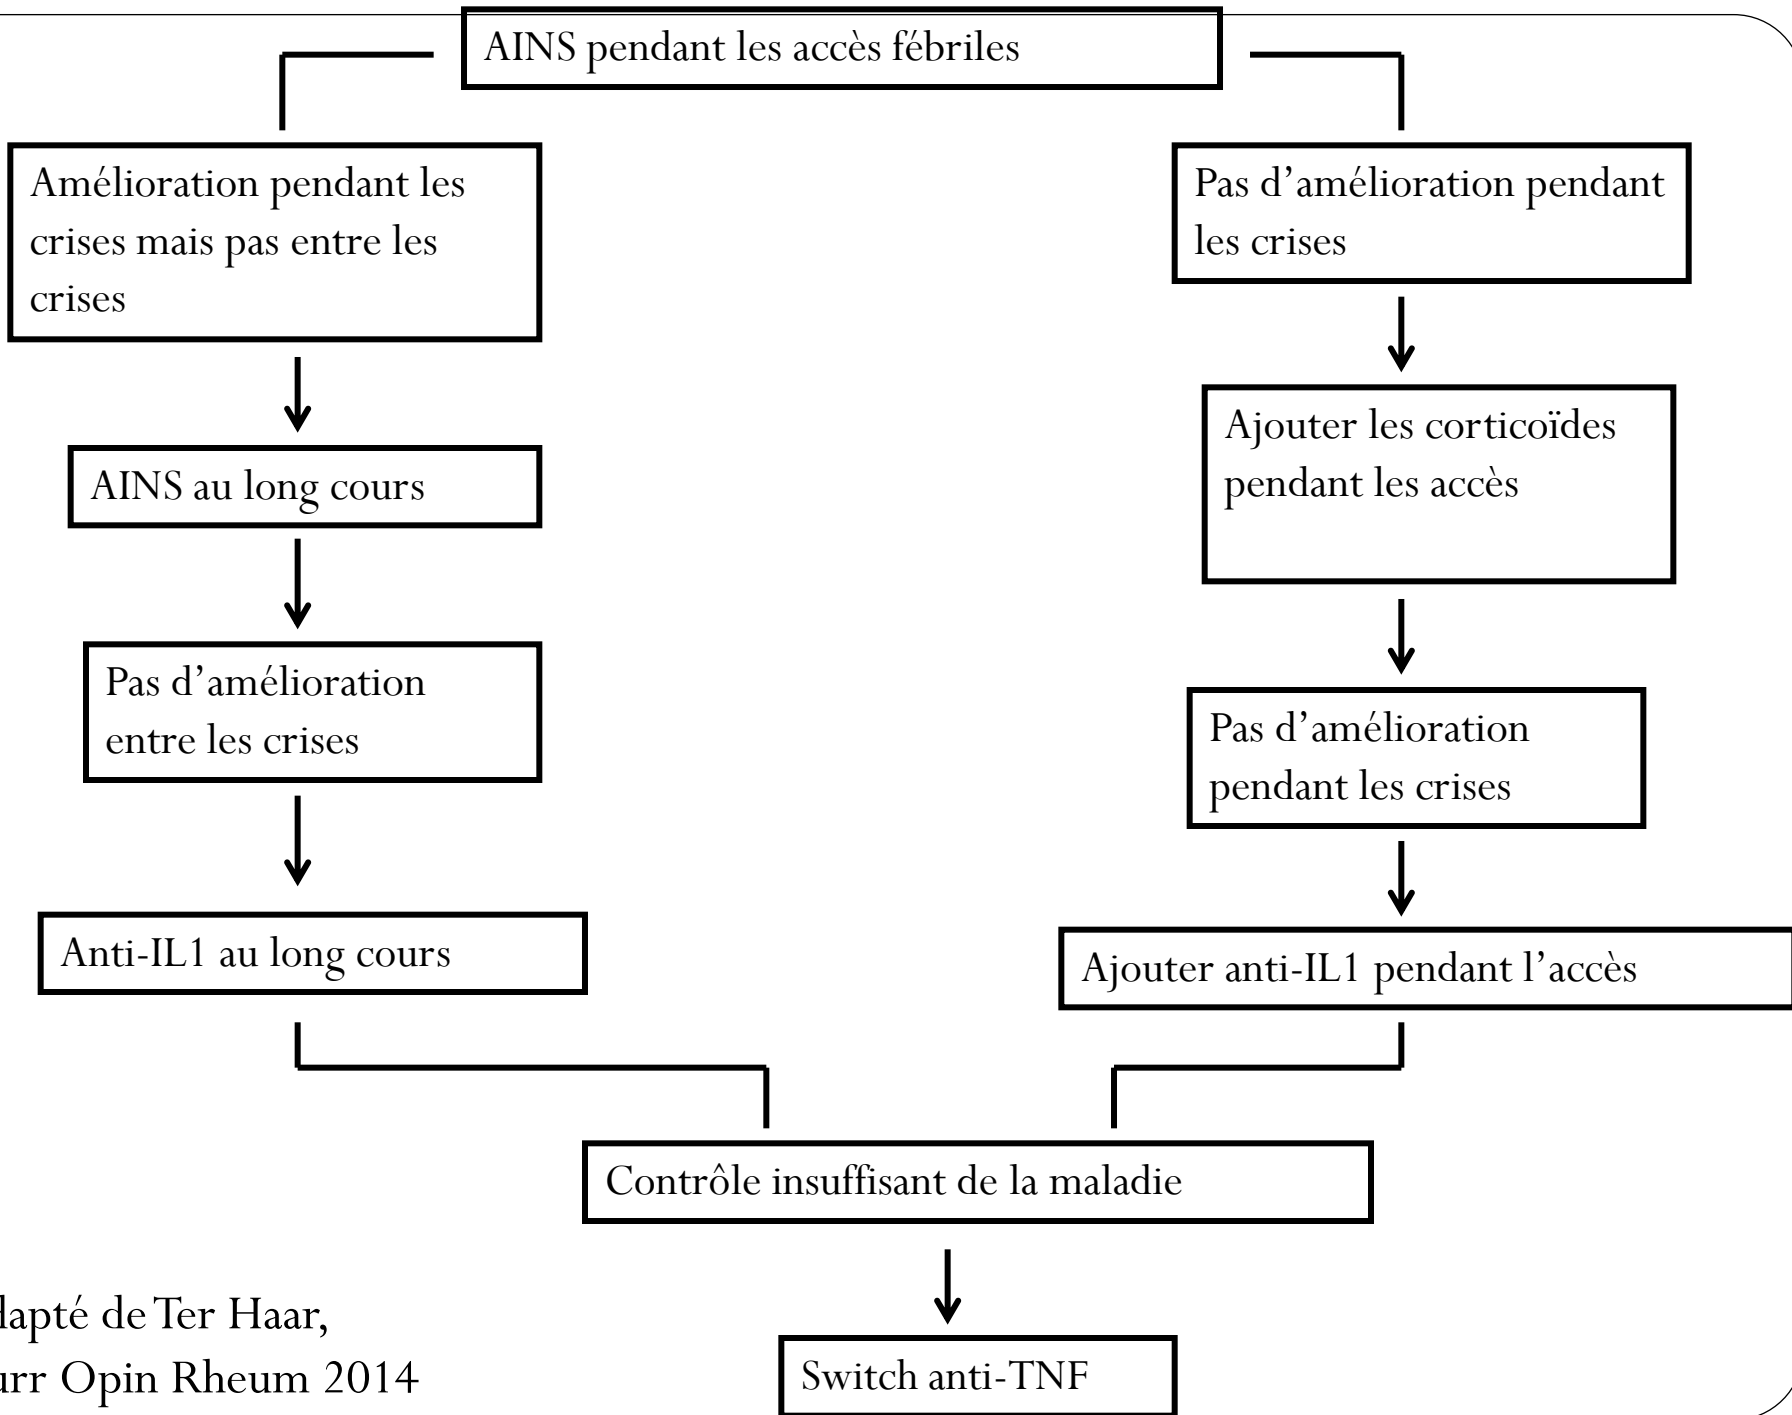 AINS pendant les accès fébriles
Amélioration pendant les
crises mais pas entre les
crises
AINS au long cours
Pas d’amélioration
entre les crises
Anti-IL1 au long cours
Pas d’amélioration pendant
les crises
Ajouter les corticoïdes
pendant les accès
Pas d’amélioration
pendant les crises
Ajouter anti-IL1 pendant l’accès
Contrôle insuffisant de la maladie
Switch anti-TNF
de Ter Haar,
Opin Rheum 2014